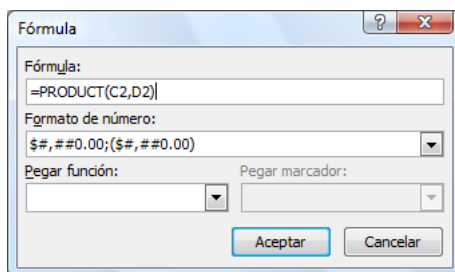 Fórmula
Fórmula:
=PRODUCT(C2,D2)
Formato de número:
$#,##0.00;($#,##0.00)
Pegar función: Pegar marcador:
Aceptar Cancelar